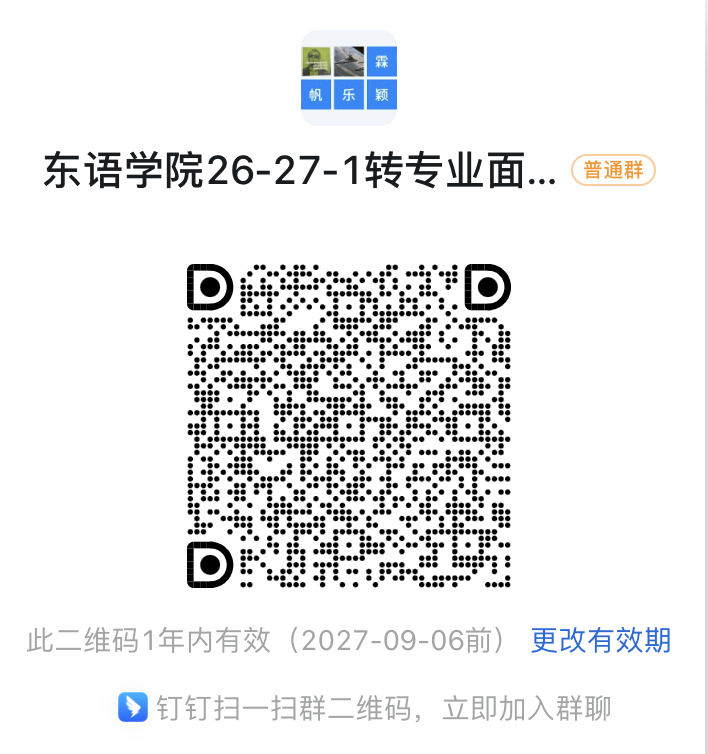 霖
帆 乐 颖
东语学院26-27-1转专业面... 普通群
此二维码1年内有效（2027-09-06前） 更改有效期
钉钉扫一扫群二维码，立即加入群聊